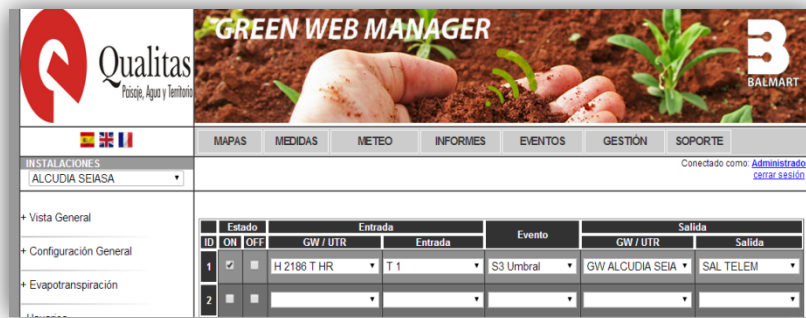 GREEN WEB MANAGER
Qualitas
Paisaje, Agua y Territorio
BALMART
MAPAS MEDIDAS METEO INFORMES EVENTOS GESTIÓN SOPORTE
INSTALACIONES
Conectado como: Administrado
ALCUDIA SEIASA
cerrar sesión
+ Vista General
+ Configuración General
+ Evapotranspiración
Estado Entrada Evento Salida
ID ON OFF GW / UTR Entrada GW / UTR Salida
1 H 2186 T HR T 1 S3 Umbral GW ALCUDIA SEIA SAL TELEM
2